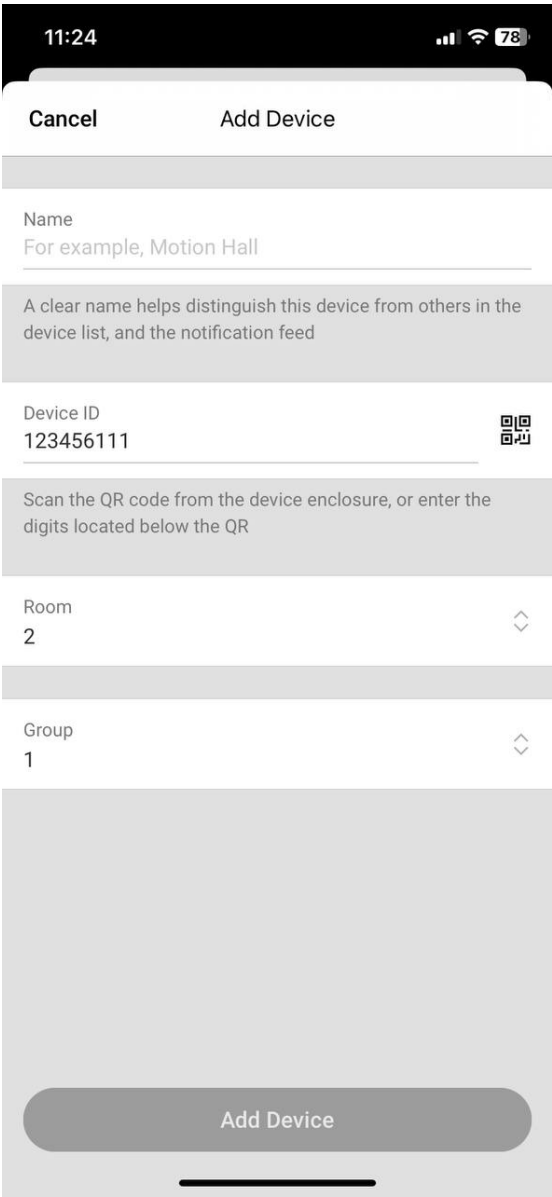 11:24
78
Cancel
Add Device
Name
For example, Motion Hall
A clear name helps distinguish this device from others in the
device list, and the notification feed
Device ID
123456111
Scan the QR code from the device enclosure, or enter the
digits located below the QR
Room
2
Group
1
Add Device